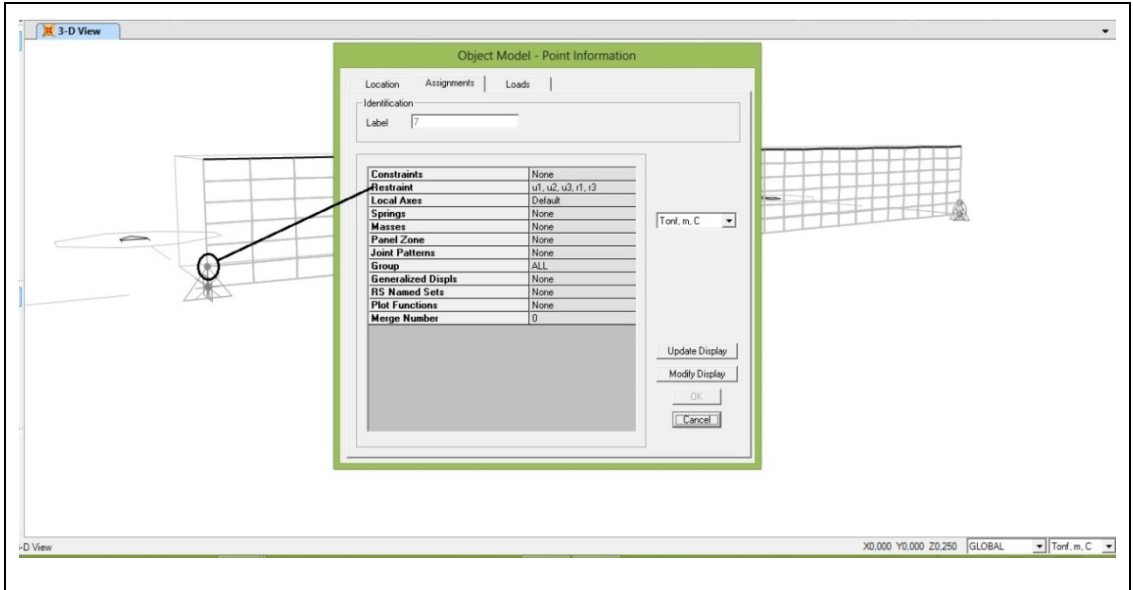 3-D View
Object Model - Point Information
Location Assignments Loads
Identification
Label 7
Constraints None
Restraint u1, u2, u3, r1, r3
Local Axes Default
Springs None
Masses None
Panel Zone None
Joint Patterns None
Group ALL
Generalized Displs None
RS Named Sets None
Plot Functions None
Merge Number 0
Tonf, m, C
Update Display
Modify Display
OK
Cancel
-D View X0,000 Y0,000 Z0,250 GLOBAL Tonf, m, C